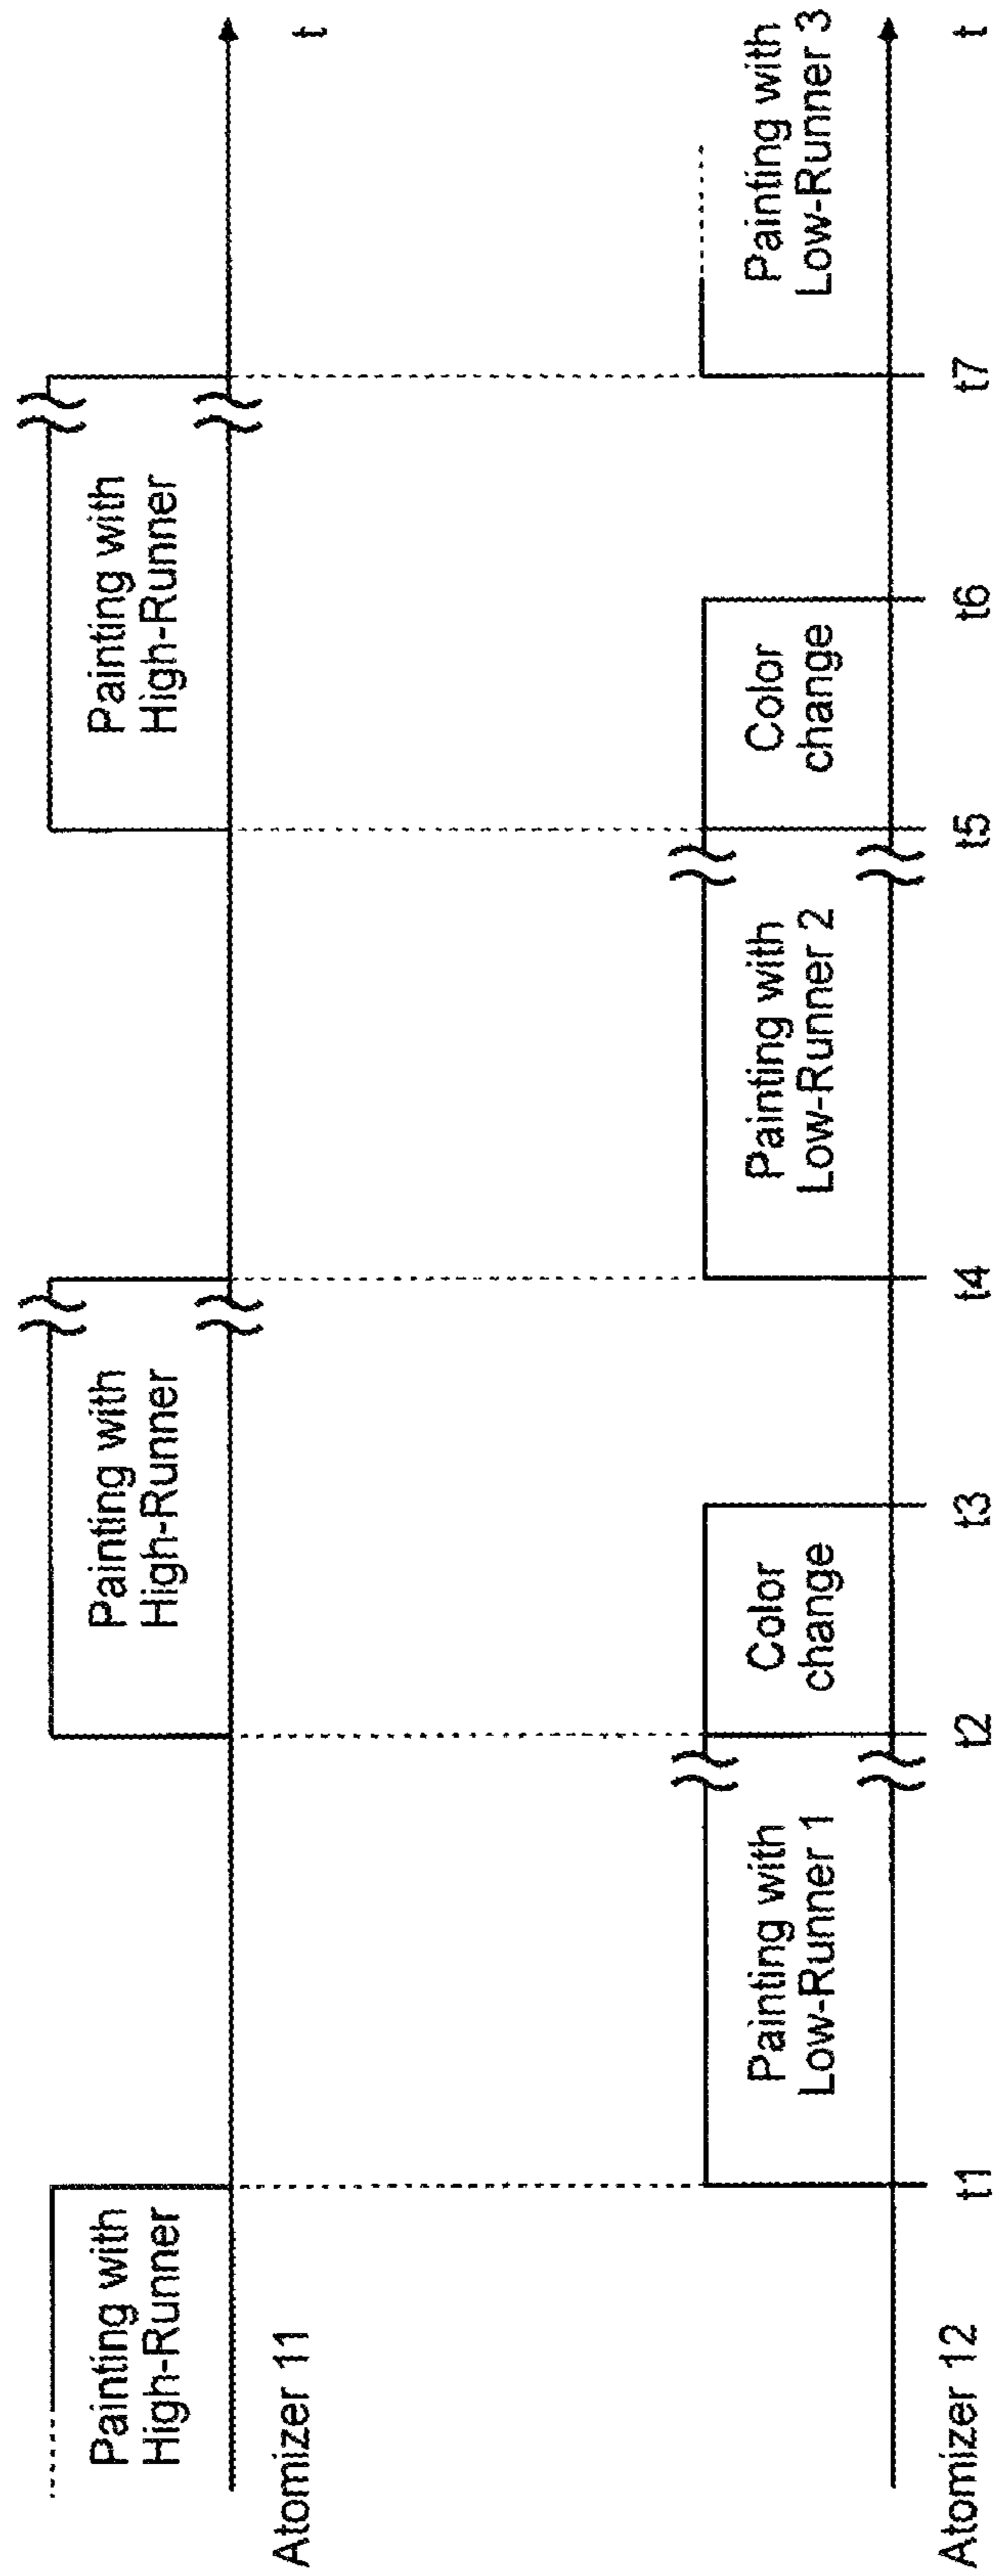 Painting with
High-Runner
Painting with
High-Runner
Painting with
High-Runner
t
Atomizer 11
Painting with
Low-Runner 1
Color
change
Painting with
Low-Runner 2
Color
change
Painting with
Low-Runner 3
Atomizer 12
t1
t2
t3
t4
t5
t6
t7
t